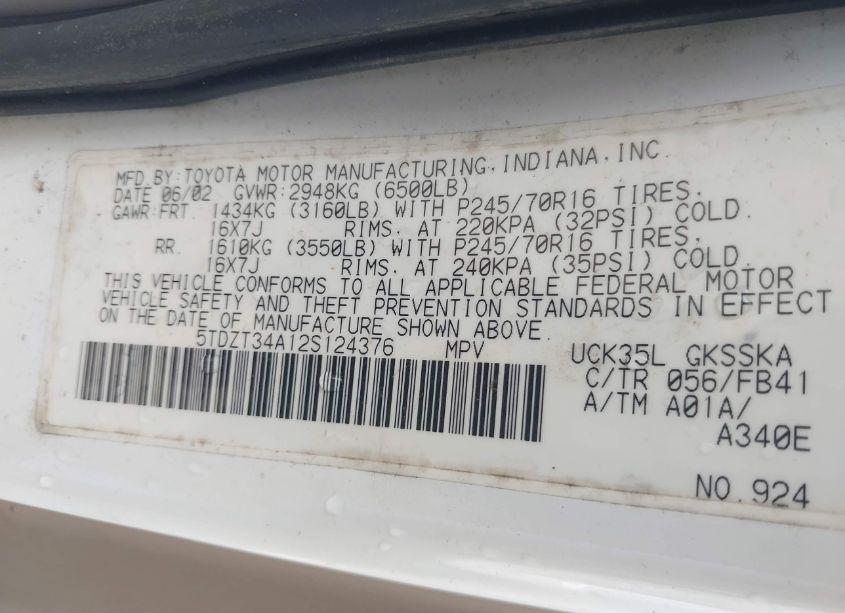 MFD.BY:TOYOTA MOTOR MANUFACTURING,INDIANA,INC
DATE 06/02 GVWR:2948KG (6500LB)
GAWR:FRT. 1434KG (3160LB) WITH P245/70R16 TIRES,
16X7J RIMS, AT 220KPA (32PSI) COLD.
RR. 1610KG (3550LB) WITH P245/70R16 TIRES,
16X7J RIMS, AT 240KPA (35PSI) COLD.
THIS VEHICLE CONFORMS TO ALL APPLICABLE FEDERAL MOTOR
VEHICLE SAFETY AND THEFT PREVENTION STANDARDS IN EFFECT
ON THE DATE OF MANUFACTURE SHOWN ABOVE.
5TDZT34A12S124376 MPV
UCK35L GKSSKA
C/TR 056/FB41
A/TM A01A/
A340E
NO.924